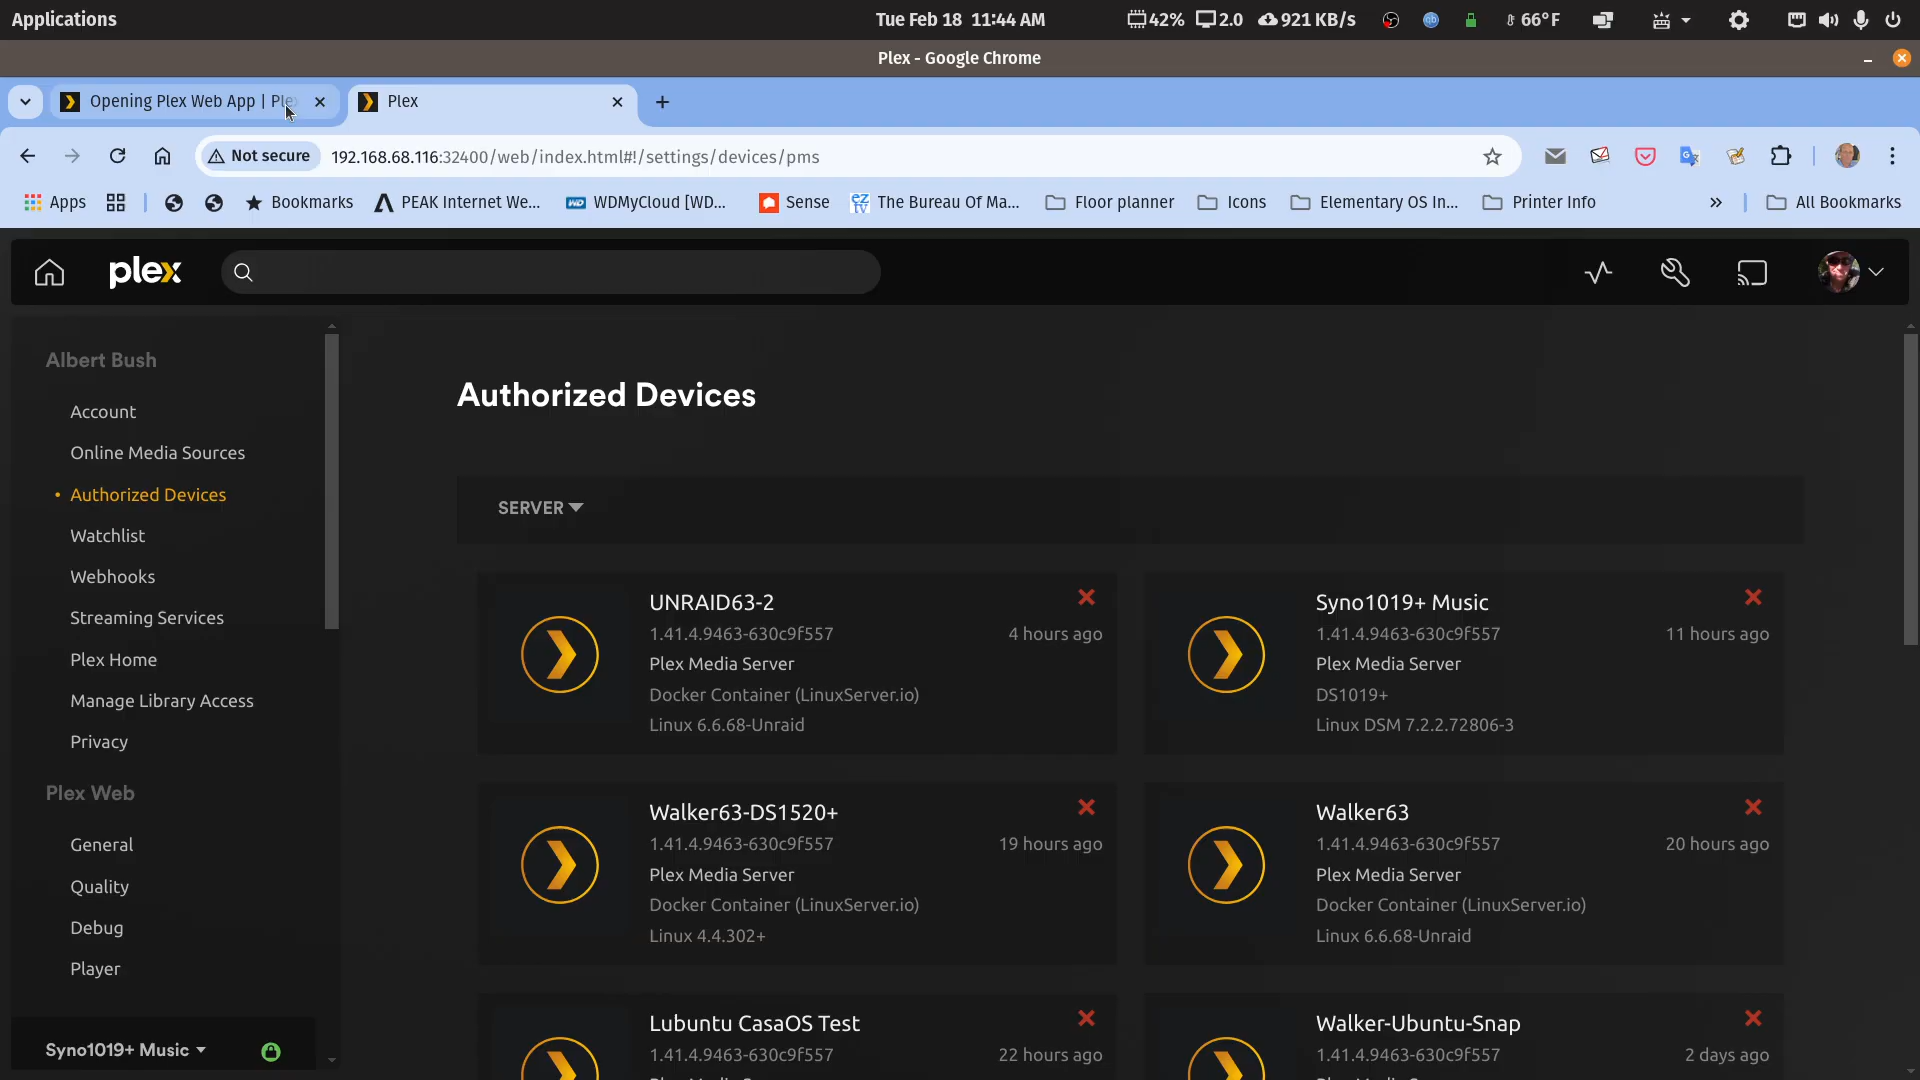 Applications
Tue Feb 18 11:44 AM
42%
2.0
921 KB/s
66°F
Plex - Google Chrome
Opening Plex Web App | Ple
Plex
Not secure
192.168.68.116:32400/web/index.html#!/settings/devices/pms
Apps
Bookmarks
PEAK Internet We...
WDMyCloud [WD...
Sense
The Bureau Of Ma...
Floor planner
Icons
Elementary OS In...
Printer Info
»
All Bookmarks
plex
Albert Bush
Account
Online Media Sources
• Authorized Devices
Watchlist
Webhooks
Streaming Services
Plex Home
Manage Library Access
Privacy
Plex Web
General
Quality
Debug
Player
Syno1019+ Music
Authorized Devices
SERVER
UNRAID63-2
1.41.4.9463-630c9f557
4 hours ago
Plex Media Server
Docker Container (LinuxServer.io)
Linux 6.6.68-Unraid
Syno1019+ Music
1.41.4.9463-630c9f557
11 hours ago
Plex Media Server
DS1019+
Linux DSM 7.2.2.72806-3
Walker63-DS1520+
1.41.4.9463-630c9f557
19 hours ago
Plex Media Server
Docker Container (LinuxServer.io)
Linux 4.4.302+
Walker63
1.41.4.9463-630c9f557
20 hours ago
Plex Media Server
Docker Container (LinuxServer.io)
Linux 6.6.68-Unraid
Lubuntu CasaOS Test
1.41.4.9463-630c9f557
22 hours ago
Walker-Ubuntu-Snap
1.41.4.9463-630c9f557
2 days ago